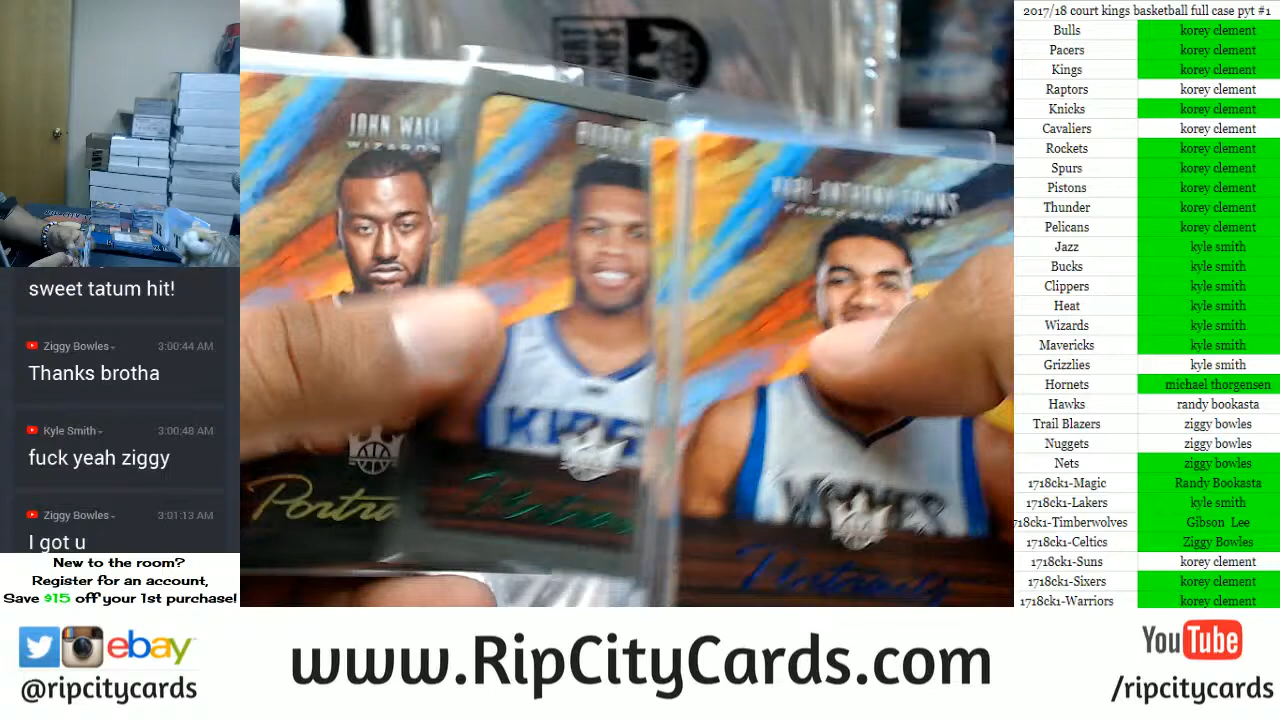 sweet tatum hit!
Ziggy Bowles
3:00:44 AM
Thanks brotha
Kyle Smith
3:00:48 AM
fuck yeah ziggy
Ziggy Bowles
3:01:13 AM
I got u
New to the room?
Register for an account,
Save $15 off your 1st purchase!
JOHN WALL
WIZARDS
KARL-ANTHONY TOWNS
KINGS
Portra
2017/18 court kings basketball full case pyt #1
Bulls korey clement
Pacers korey clement
Kings korey clement
Raptors korey clement
Knicks korey clement
Cavaliers korey clement
Rockets korey clement
Spurs korey clement
Pistons korey clement
Thunder korey clement
Pelicans korey clement
Jazz kyle smith
Bucks kyle smith
Clippers kyle smith
Heat kyle smith
Wizards kyle smith
Mavericks kyle smith
Grizzlies kyle smith
Hornets michael thorgensen
Hawks randy bookasta
Trail Blazers ziggy bowles
Nuggets ziggy bowles
Nets ziggy bowles
1718ck1-Magic Randy Bookasta
1718ck1-Lakers kyle smith
718ck1-Timberwolves Gibson Lee
1718ck1-Celtics Ziggy Bowles
1718ck1-Suns korey clement
1718ck1-Sixers korey clement
1718ck1-Warriors korey clement
ebay
@ripcitycards
www.RipCityCards.com
YouTube
/ripcitycards